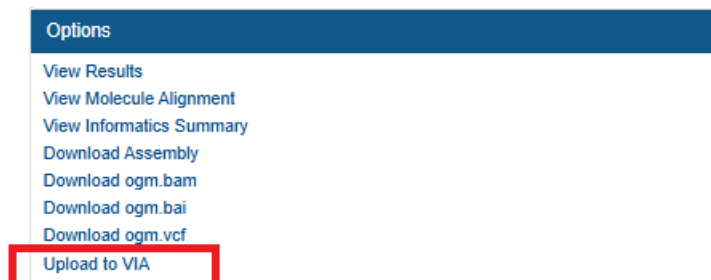 Options
View Results
View Molecule Alignment
View Informatics Summary
Download Assembly
Download ogm.bam
Download ogm.bai
Download ogm.vcf
Upload to VIA